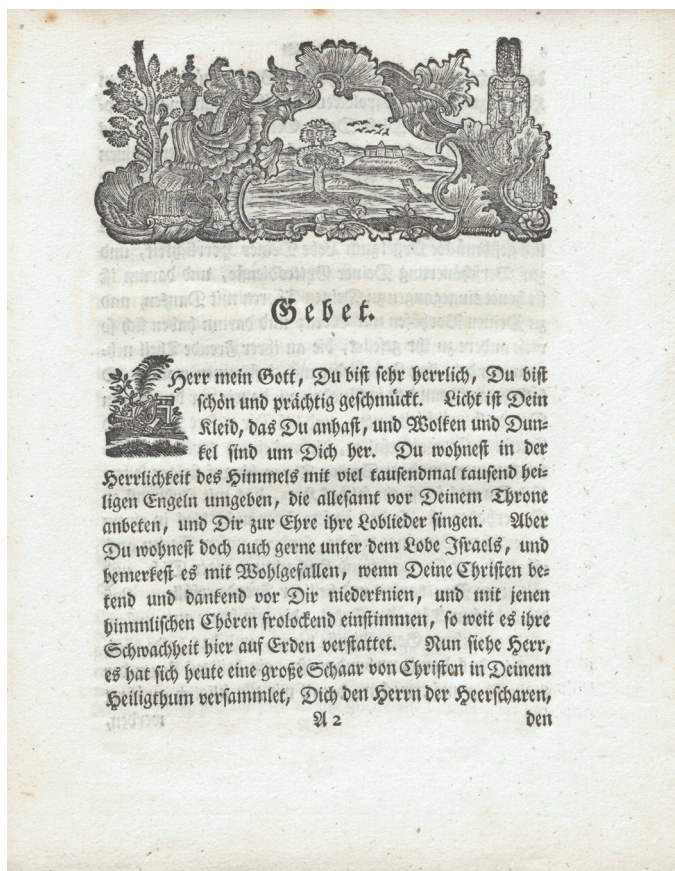 Gebet.
Herr mein Gott, Du bist sehr herrlich, Du bist
schön und prächtig geschmückt. Licht ist Dein
Kleid, das Du anhast, und Wolken und Dun-
kel sind um Dich her. Du wohnest in der
Herrlichkeit des Himmels mit viel tausendmal tausend hei-
ligen Engeln umgeben, die allesamt vor Deinem Throne
anbeten, und Dir zur Ehre ihre Loblieder singen. Aber
Du wohnest doch auch gerne unter dem Lobe Israels, und
bemerkest es mit Wohlgefallen, wenn Deine Christen be-
tend und dankend vor Dir niederknien, und mit jenen
himmlischen Chören frolockend einstimmen, so weit es ihre
Schwachheit hier auf Erden verstattet. Nun siehe Herr,
es hat sich heute eine große Schaar von Christen in Deinem
Heiligthum versammlet, Dich den Herrn der Heerscharen,
A 2 den